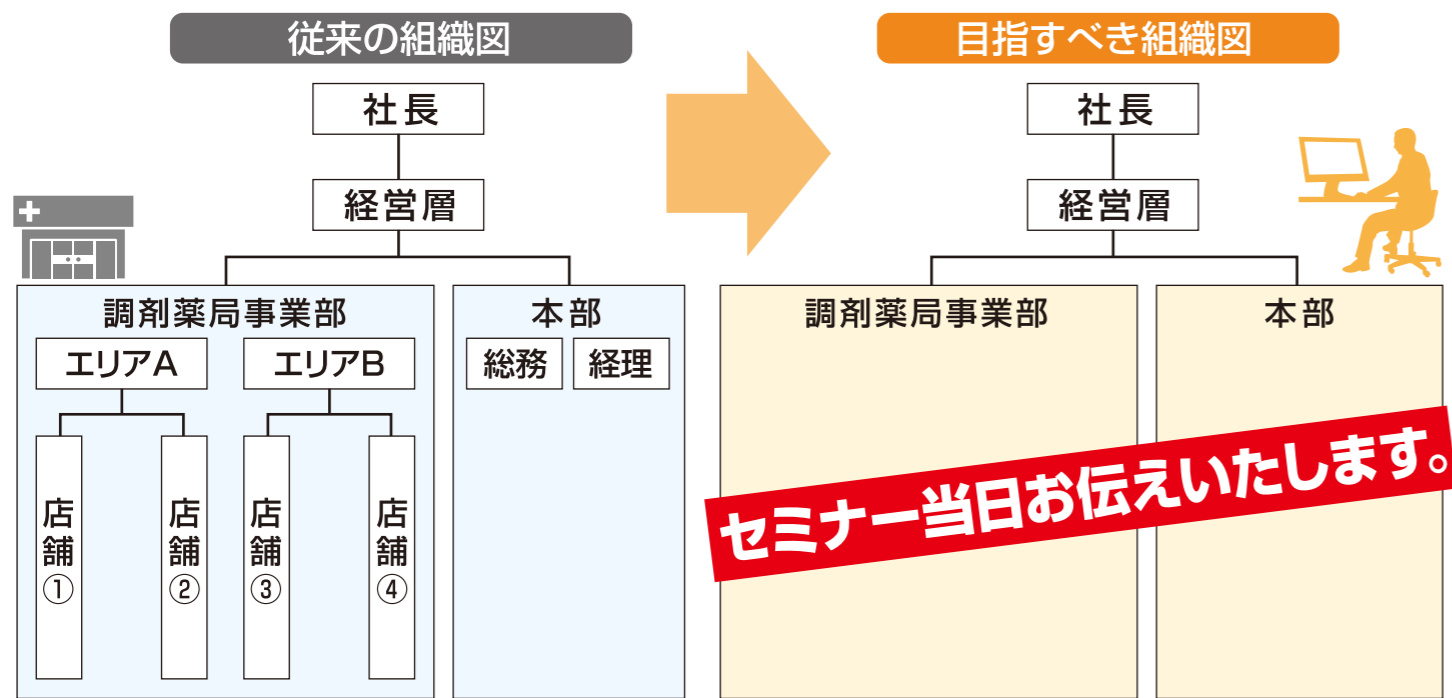 従来の組織図
社長
経営層
調剤薬局事業部
エリアA
エリアB
店舗①
店舗②
店舗③
店舗④
本部
総務
経理
目指すべき組織図
社長
経営層
調剤薬局事業部
本部
セミナー当日お伝えいたします。